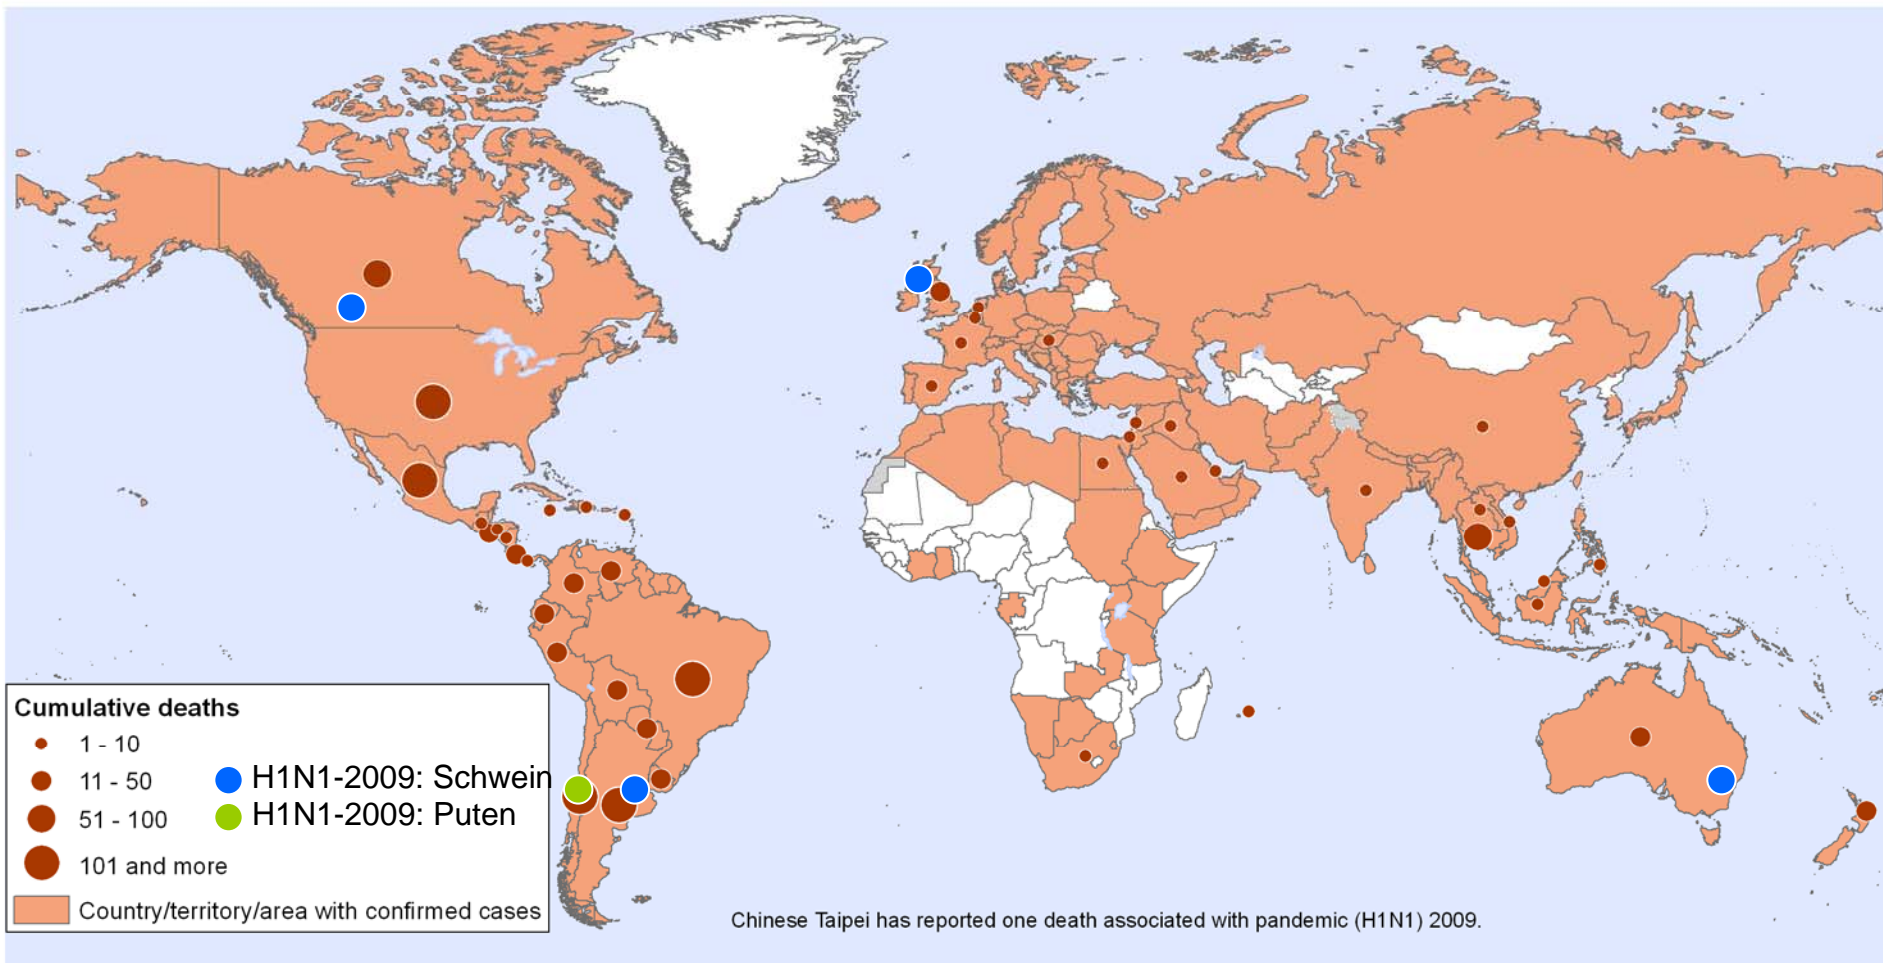 Cumulative deaths
1 - 10
11 - 50
51 - 100
101 and more
Country/territory/area with confirmed cases
H1N1-2009: Schwein
H1N1-2009: Puten
Chinese Taipei has reported one death associated with pandemic (H1N1) 2009.